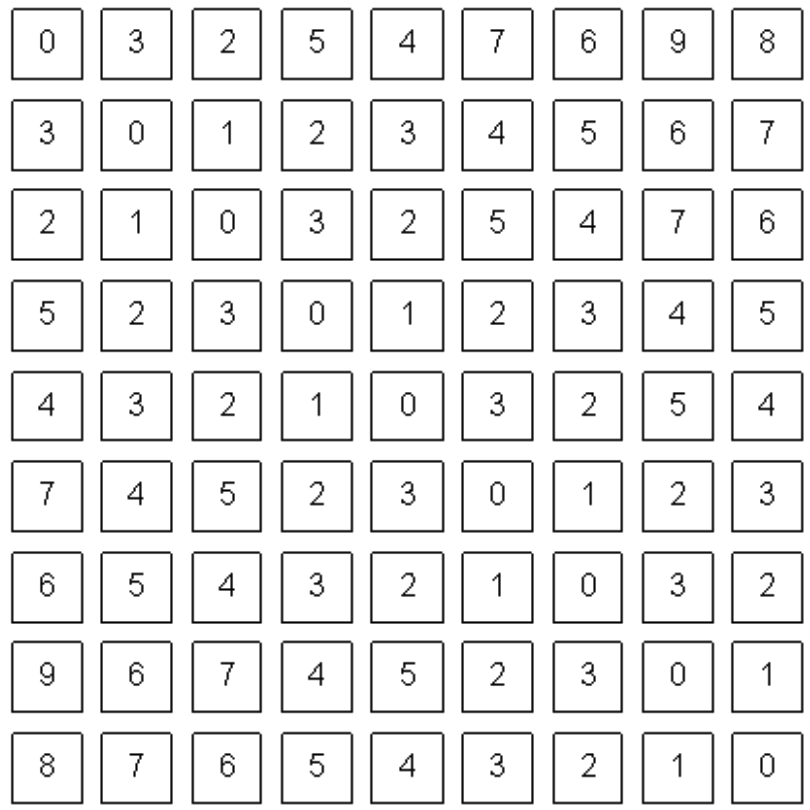 0 3 2 5 4 7 6 9 8
3 0 1 2 3 4 5 6 7
2 1 0 3 2 5 4 7 6
5 2 3 0 1 2 3 4 5
4 3 2 1 0 3 2 5 4
7 4 5 2 3 0 1 2 3
6 5 4 3 2 1 0 3 2
9 6 7 4 5 2 3 0 1
8 7 6 5 4 3 2 1 0